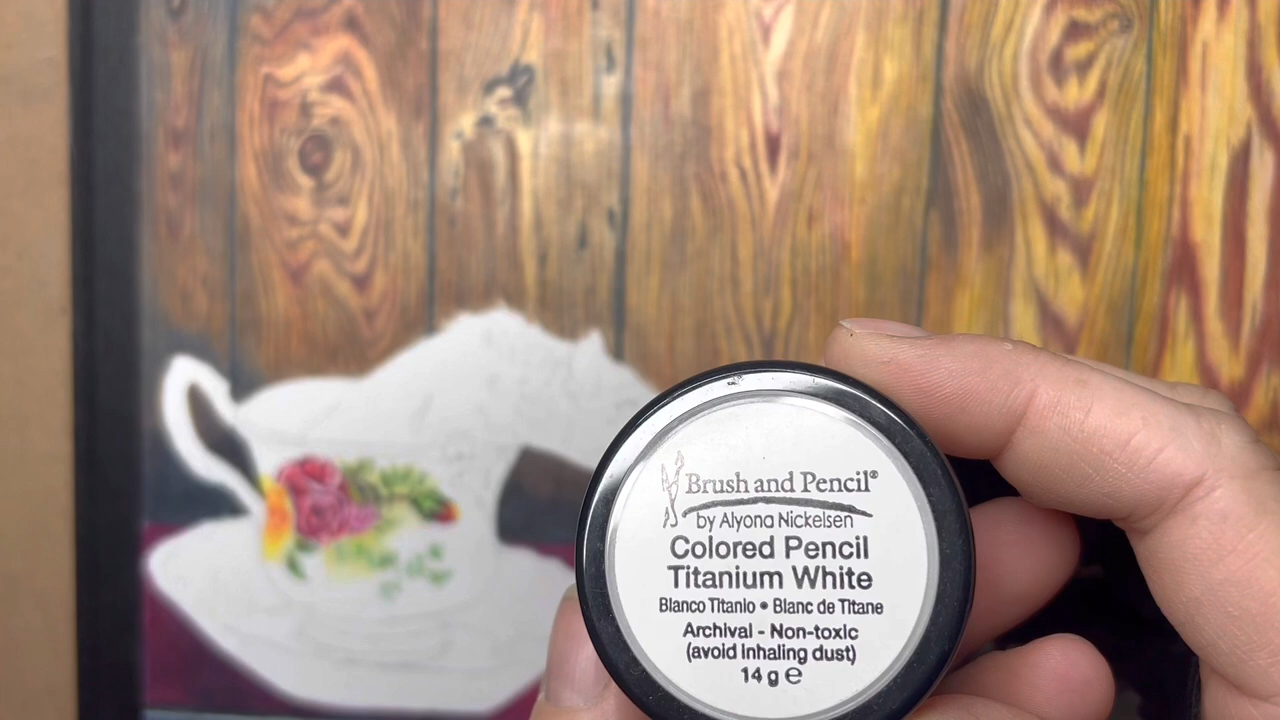 Brush and Pencil®
by Alyona Nickelsen
Colored Pencil
Titanium White
Blanco Titanio • Blanc de Titane
Archival - Non-toxic
(avoid inhaling dust)
14 g ℮